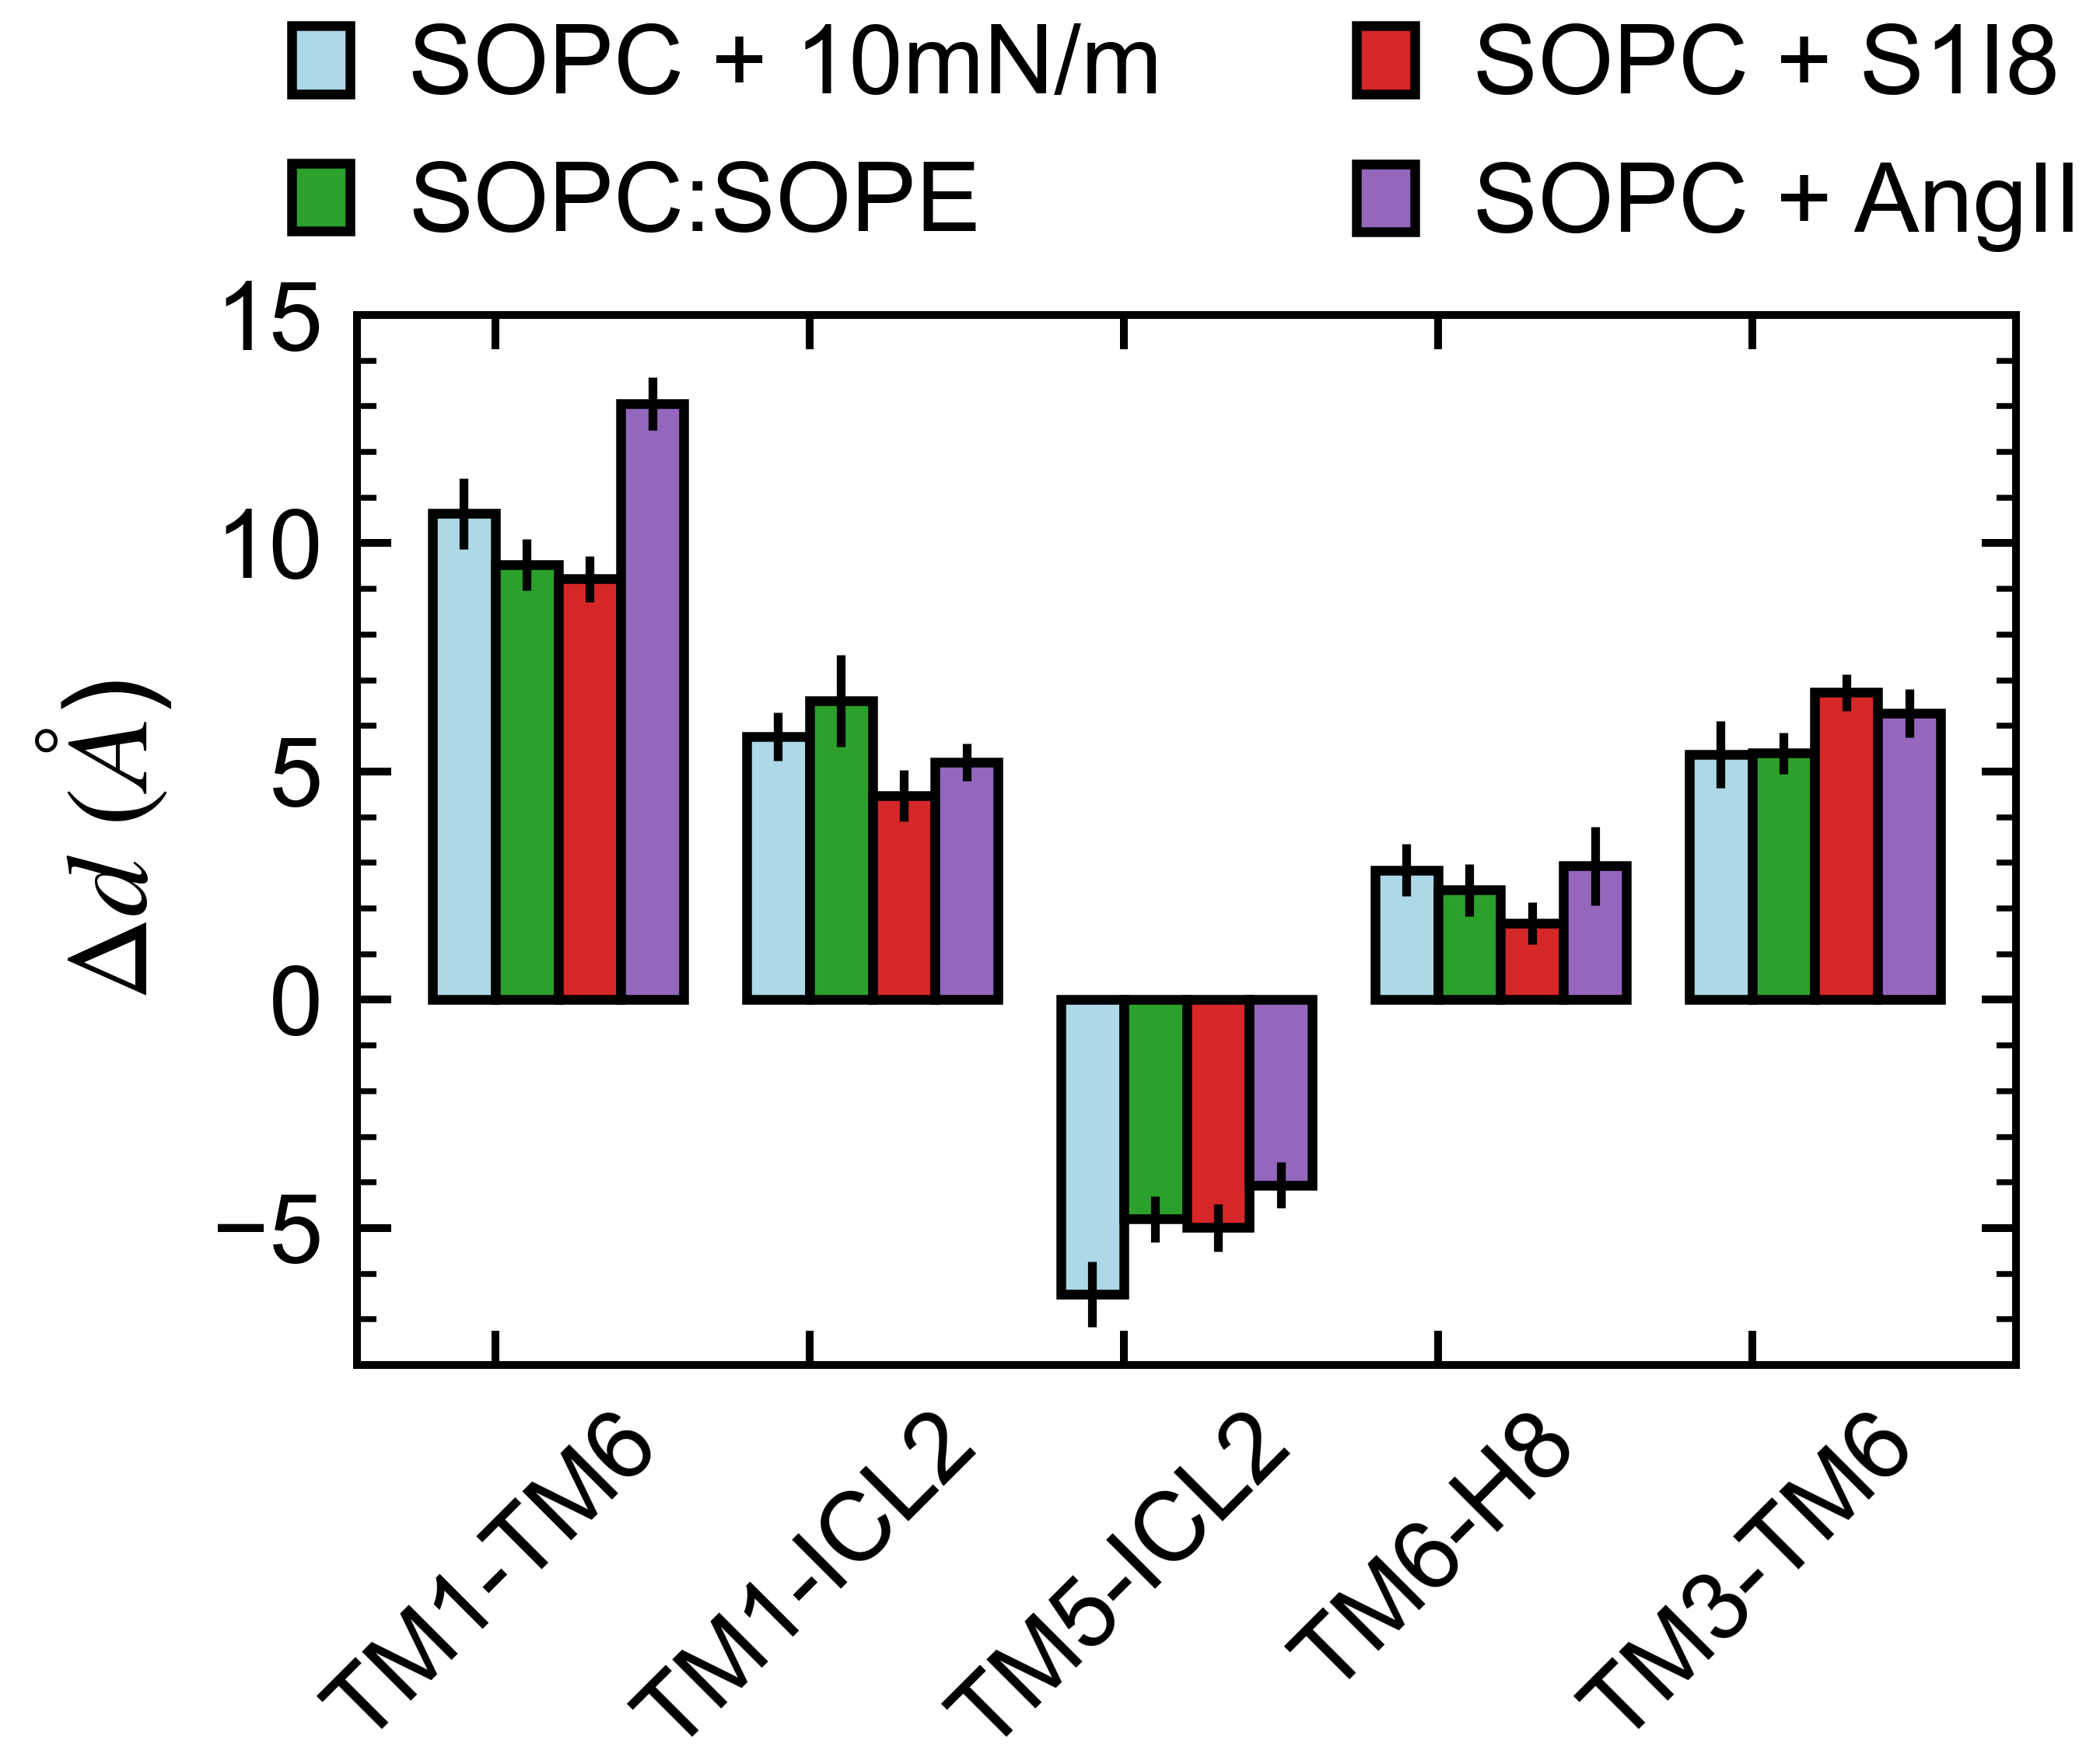 SOPC + 10mN/m
SOPC + S1I8
SOPC:SOPE
SOPC + AngII
15
10
5
0
−5
Δd (Å)
TM1-TM6
TM1-ICL2
TM5-ICL2
TM6-H8
TM3-TM6